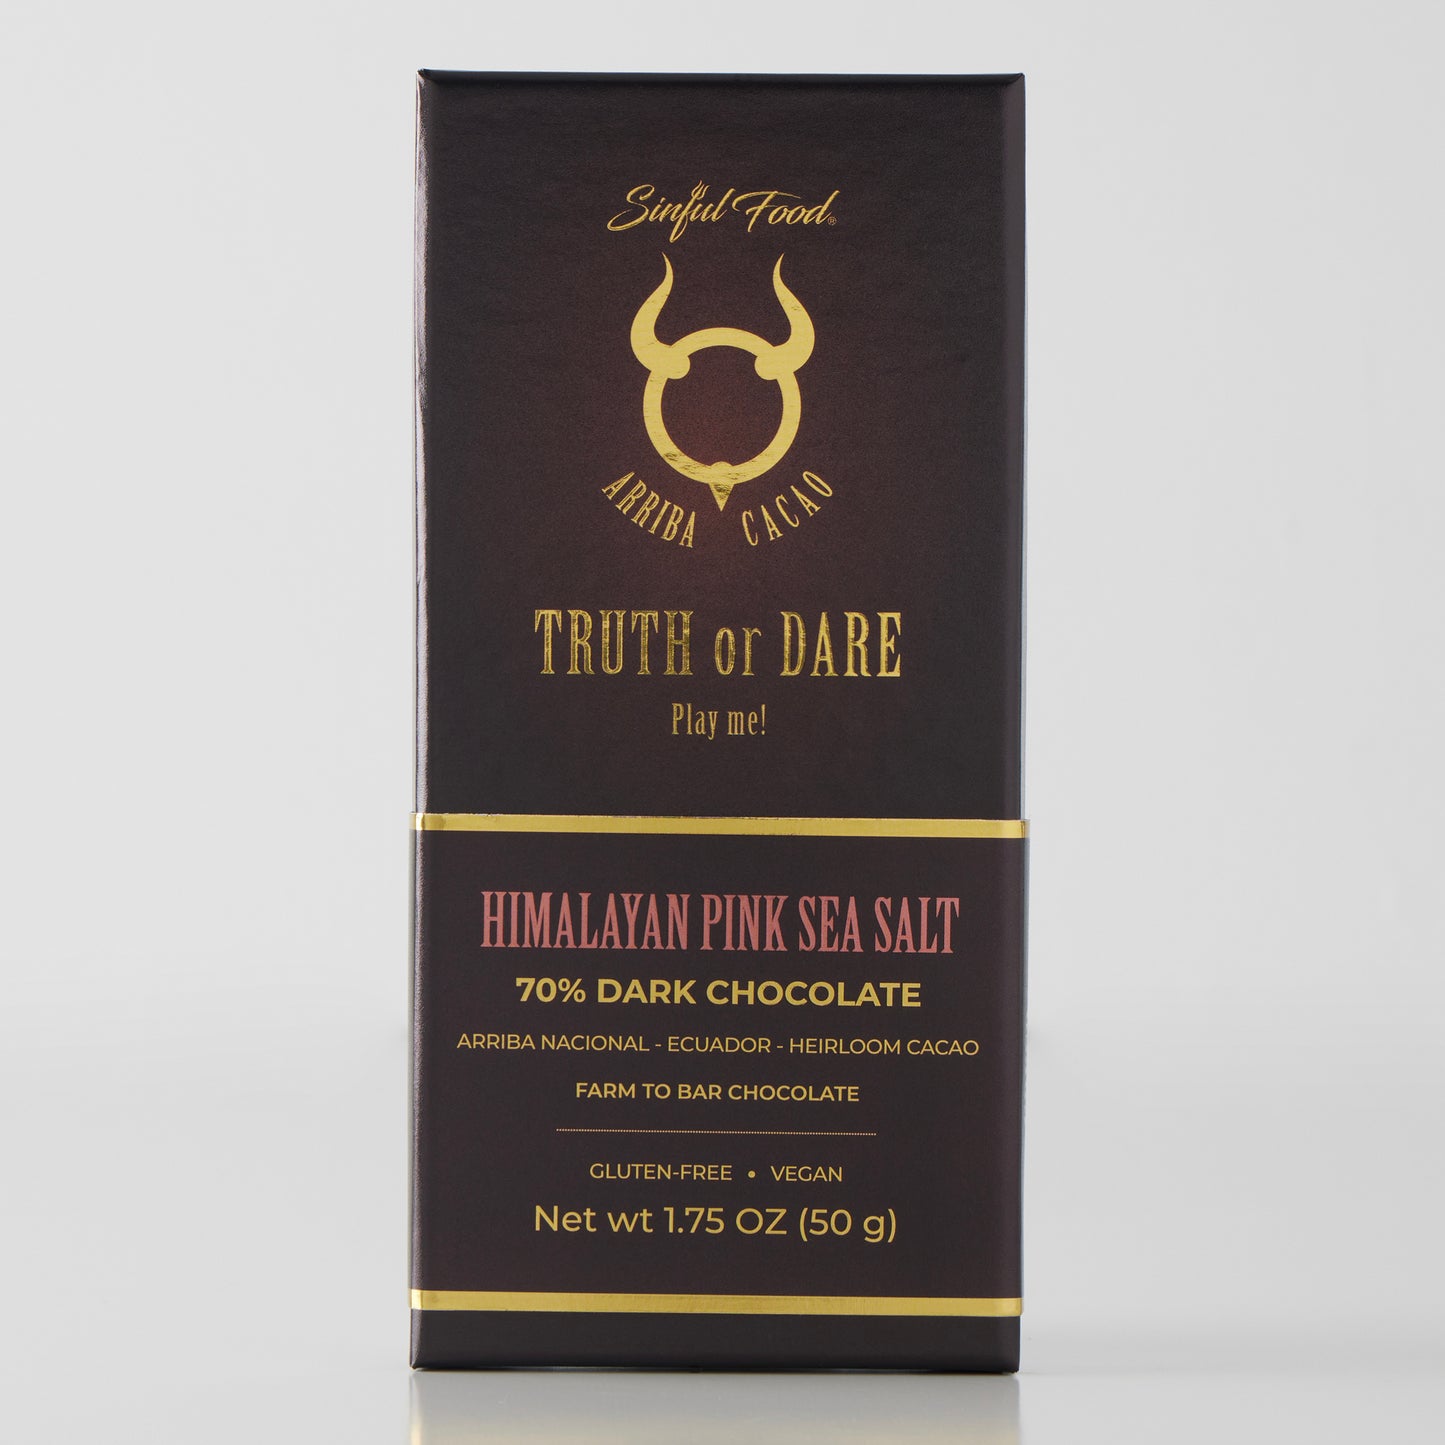 Sinful Food®
ARRIBA CACAO
TRUTH or DARE
Play me!
HIMALAYAN PINK SEA SALT
70% DARK CHOCOLATE
ARRIBA NACIONAL - ECUADOR - HEIRLOOM CACAO
FARM TO BAR CHOCOLATE
GLUTEN-FREE • VEGAN
Net wt 1.75 OZ (50 g)